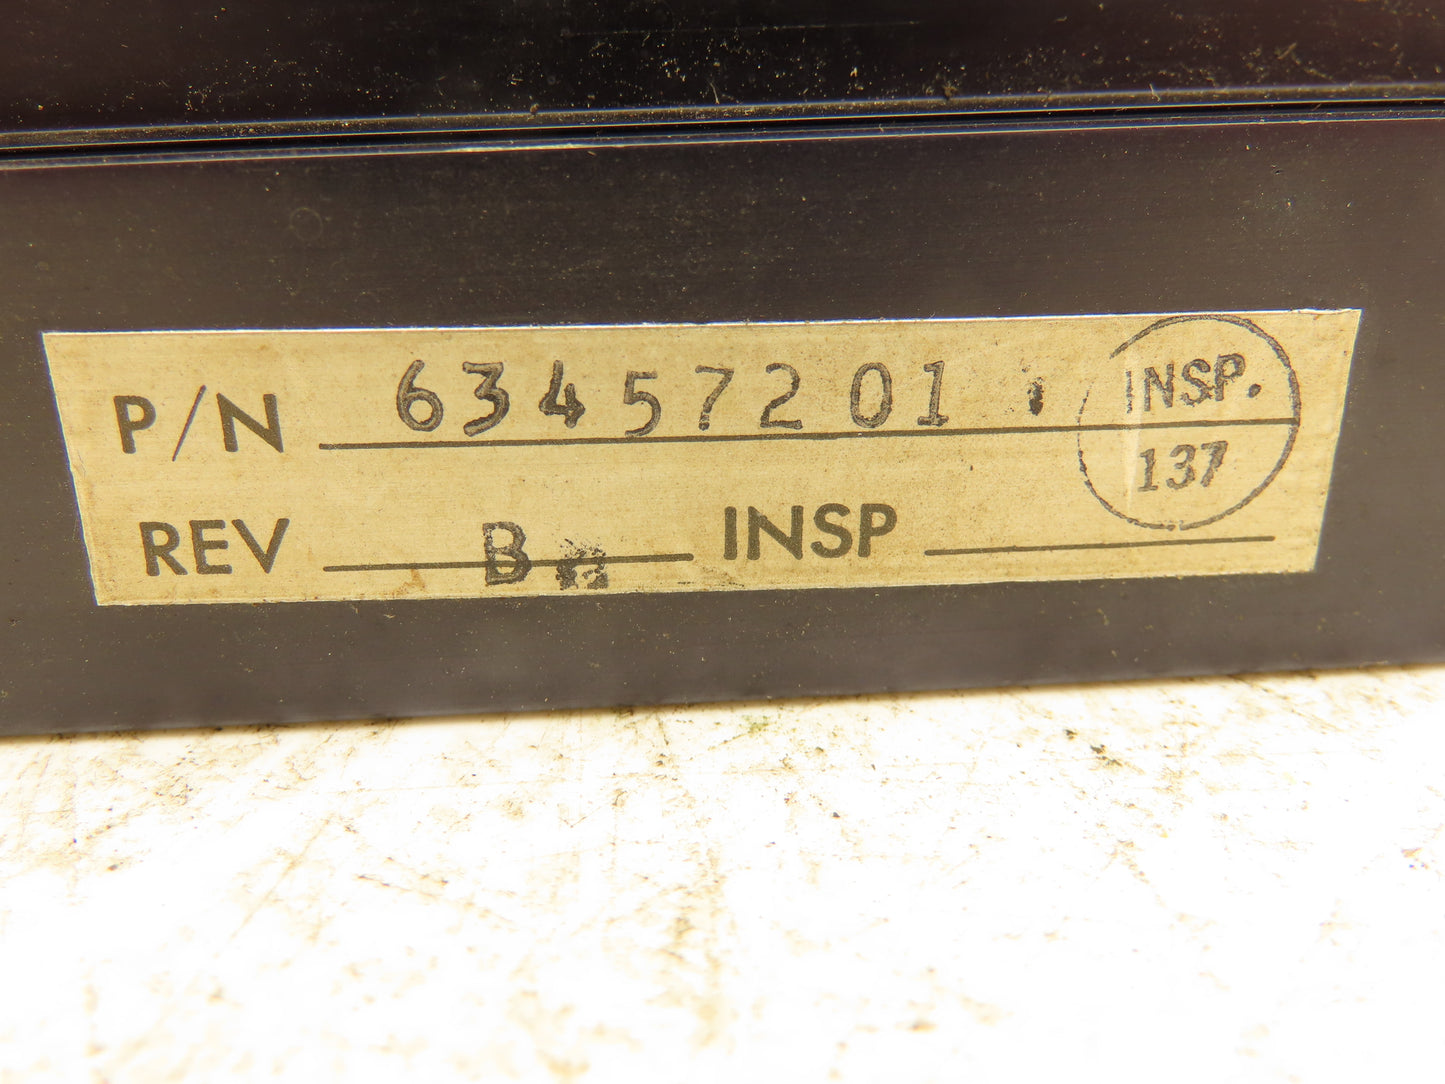 P/N 63457201
INSP.
137
REV B INSP